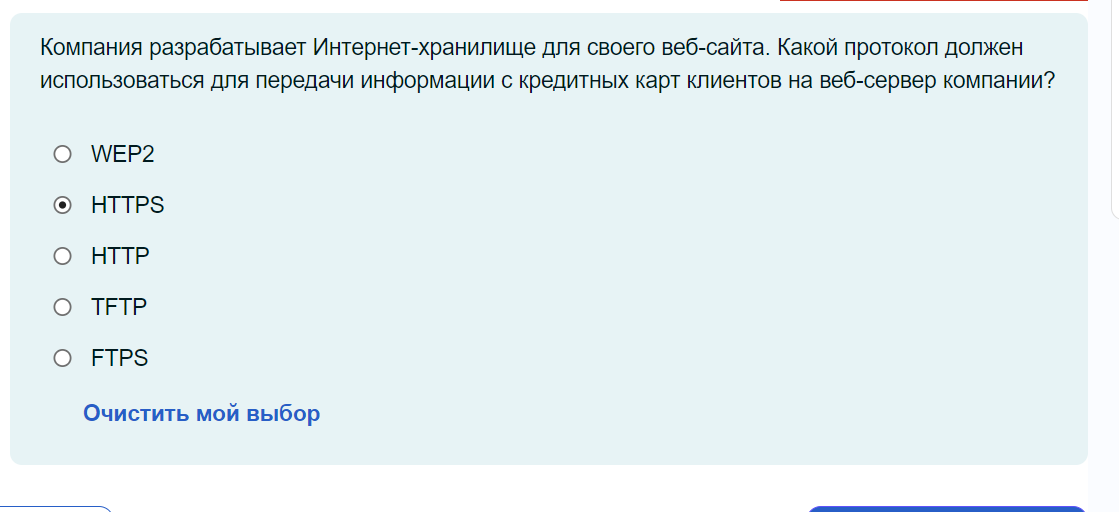 Компания разрабатывает Интернет-хранилище для своего веб-сайта. Какой протокол должен
использоваться для передачи информации с кредитных карт клиентов на веб-сервер компании?
WEP2
HTTPS
HTTP
TFTP
FTPS
Очистить мой выбор